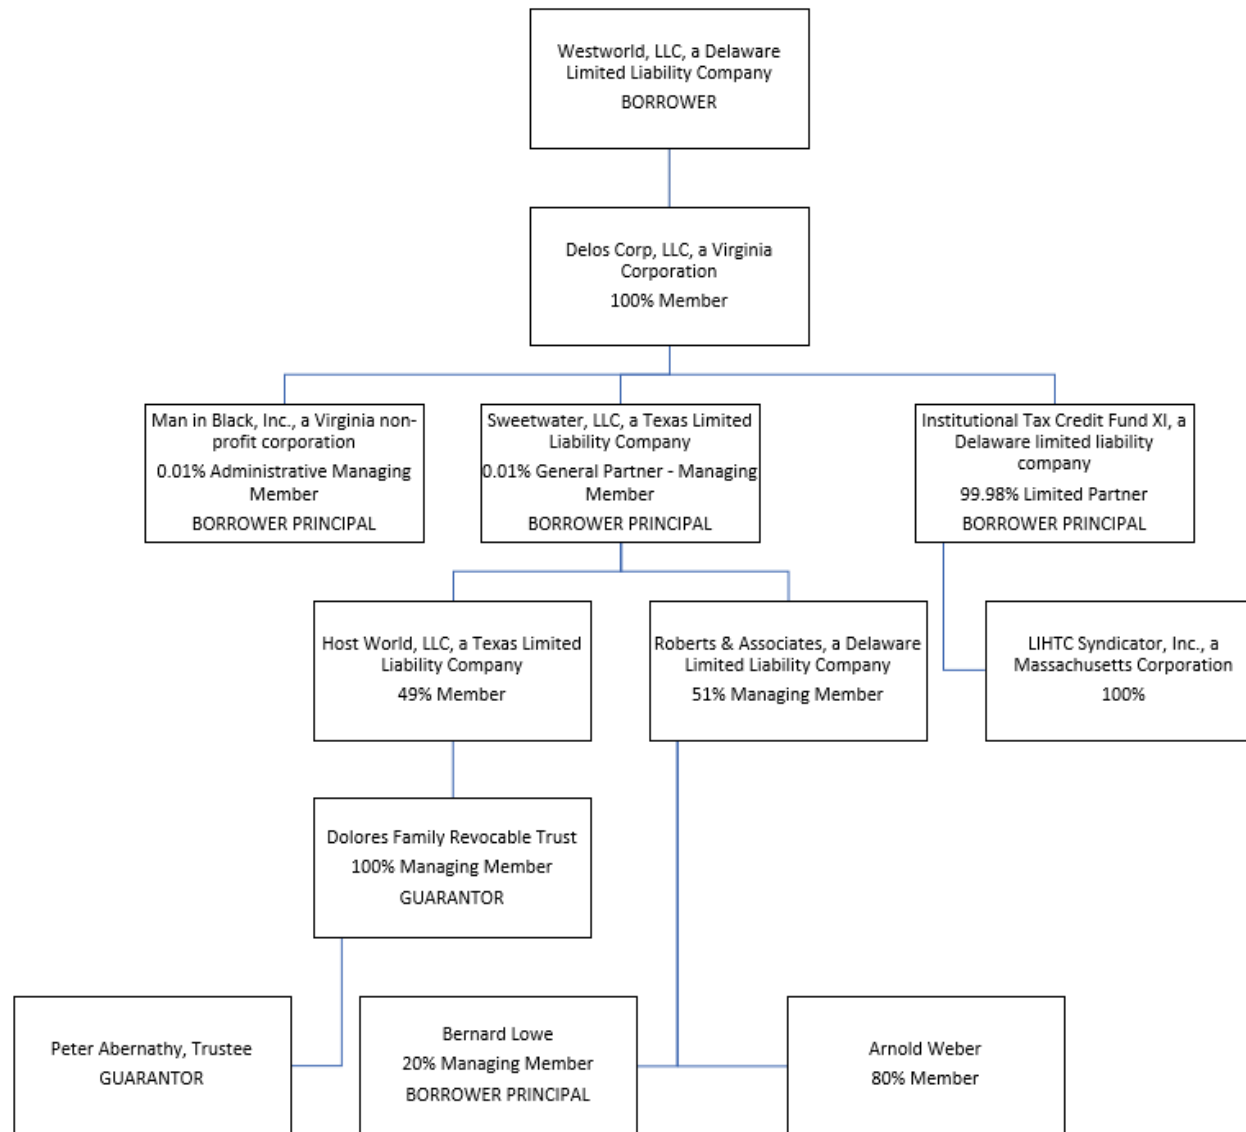 Westworld, LLC, a Delaware
Limited Liability Company
BORROWER
Delos Corp, LLC, a Virginia
Corporation
100% Member
Man in Black, Inc., a Virginia non-
profit corporation
0.01% Administrative Managing
Member
BORROWER PRINCIPAL
Sweetwater, LLC, a Texas Limited
Liability Company
0.01% General Partner - Managing
Member
BORROWER PRINCIPAL
Institutional Tax Credit Fund XI, a
Delaware limited liability
company
99.98% Limited Partner
BORROWER PRINCIPAL
Host World, LLC, a Texas Limited
Liability Company
49% Member
Roberts & Associates, a Delaware
Limited Liability Company
51% Managing Member
LIHTC Syndicator, Inc., a
Massachusetts Corporation
100%
Dolores Family Revocable Trust
100% Managing Member
GUARANTOR
Peter Abernathy, Trustee
GUARANTOR
Bernard Lowe
20% Managing Member
BORROWER PRINCIPAL
Arnold Weber
80% Member